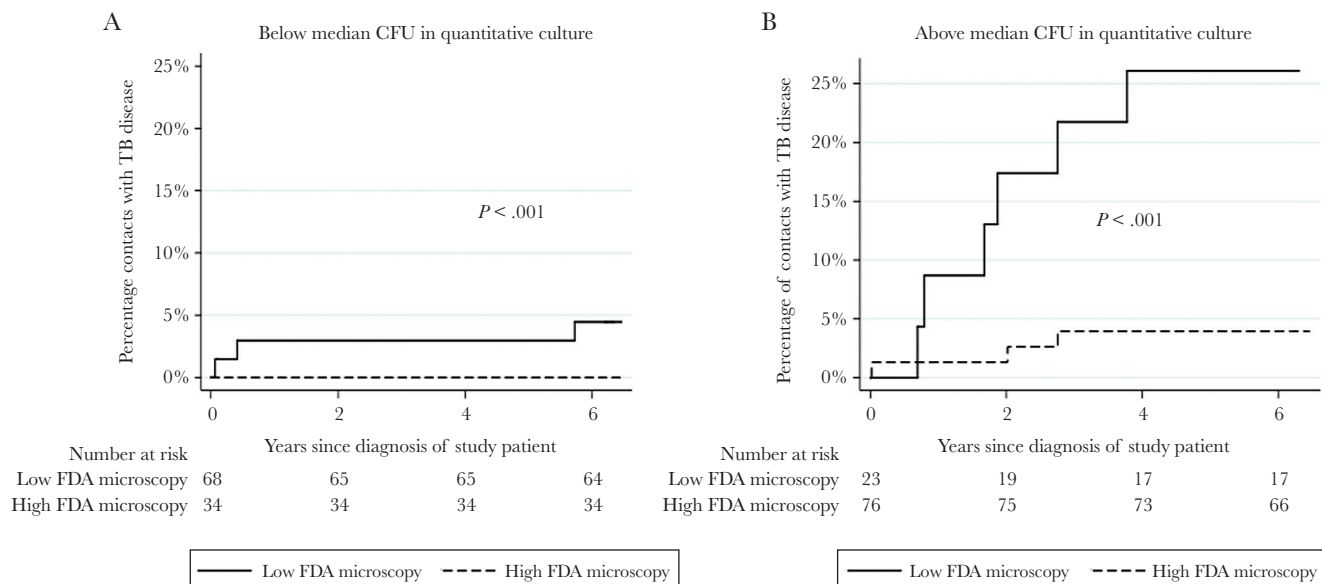 A
Below median CFU in quantitative culture
Percentage contacts with TB disease
25%
20%
15%
10%
5%
0%
P < .001
0 2 4 6
Years since diagnosis of study patient
Number at risk
Low FDA microscopy 68 65 65 64
High FDA microscopy 34 34 34 34
Low FDA microscopy High FDA microscopy
B
Above median CFU in quantitative culture
Percentage of contacts with TB disease
25%
20%
15%
10%
5%
0%
P < .001
0 2 4 6
Years since diagnosis of study patient
Number at risk
Low FDA microscopy 23 19 17 17
High FDA microscopy 76 75 73 66
Low FDA microscopy High FDA microscopy